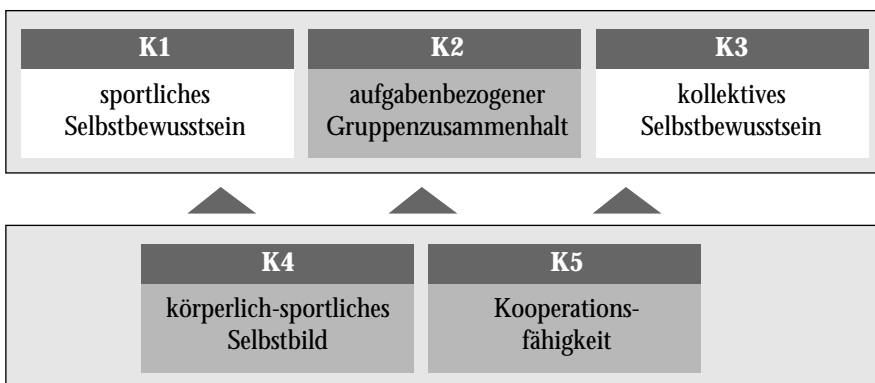 K1
sportliches
Selbstbewusstsein
K2
aufgabenbezogener
Gruppenzusammenhalt
K3
kollektives
Selbstbewusstsein
K4
körperlich-sportliches
Selbstbild
K5
Kooperations-
fähigkeit